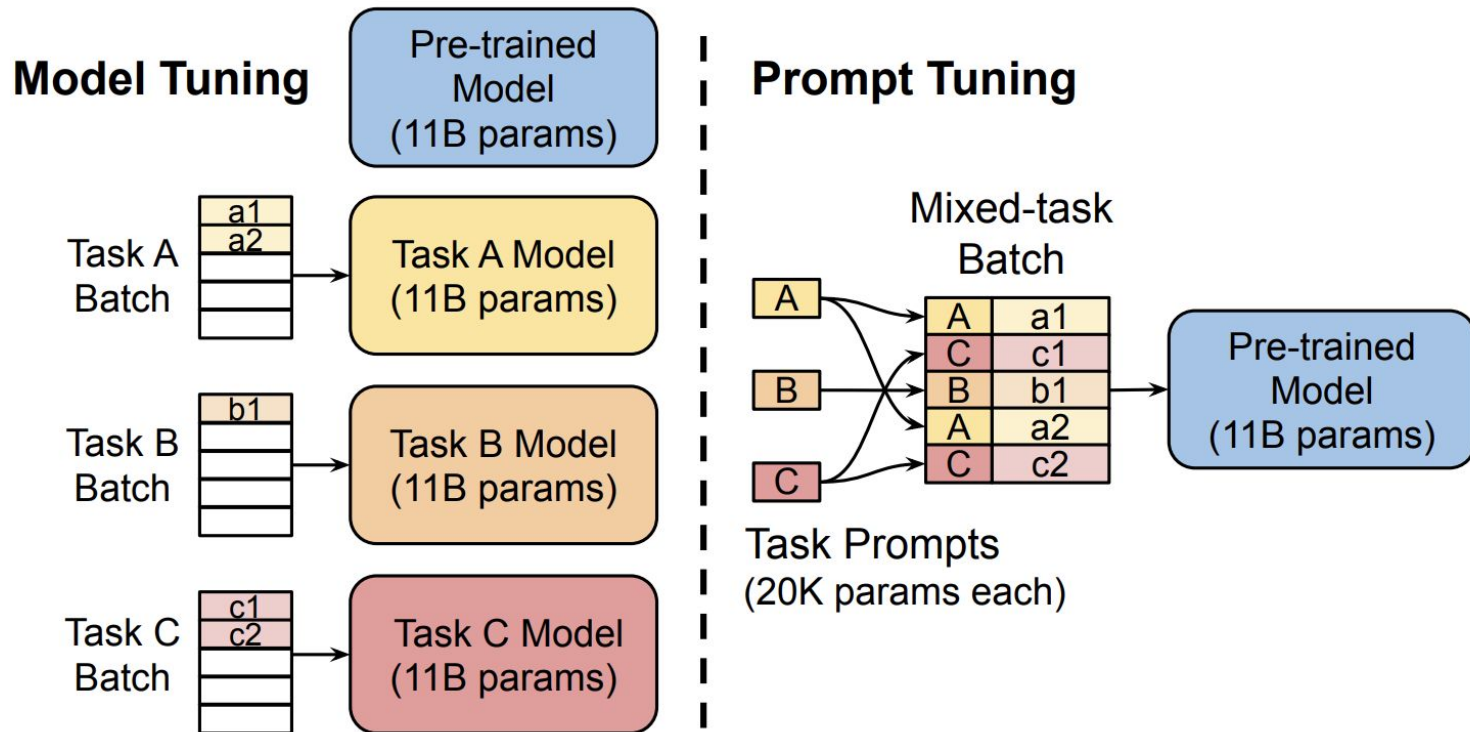 Model Tuning
Pre-trained
Model
(11B params)
Task A
Batch
a1
a2
Task A Model
(11B params)
Task B
Batch
b1
Task B Model
(11B params)
Task C
Batch
c1
c2
Task C Model
(11B params)
Prompt Tuning
Mixed-task
Batch
A
B
C
A a1
C c1
B b1
A a2
C c2
Task Prompts
(20K params each)
Pre-trained
Model
(11B params)